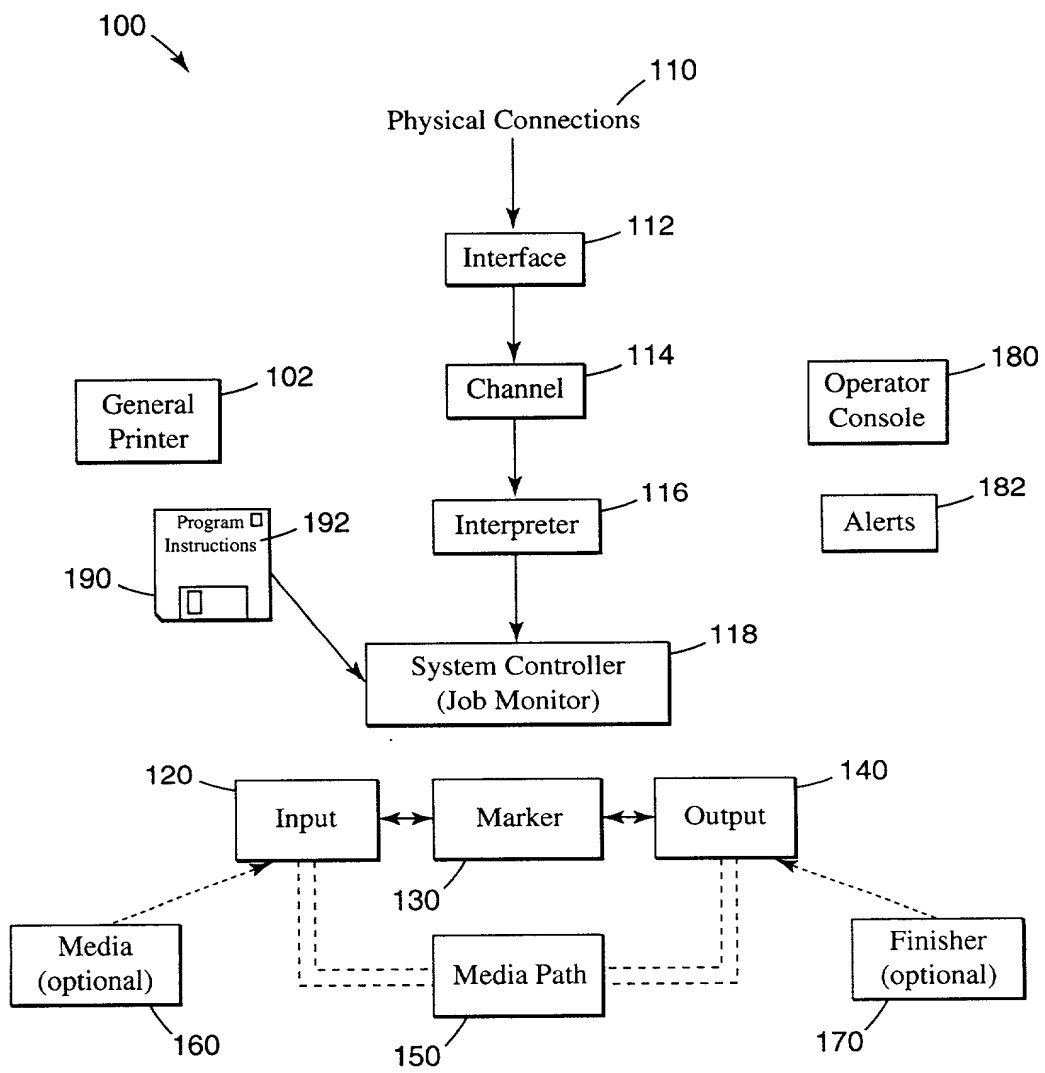 100
110
Physical Connections
112
Interface
114
Channel
102
General
Printer
180
Operator
Console
116
Interpreter
182
Alerts
Program
Instructions
192
190
118
System Controller
(Job Monitor)
120
Input
Marker
130
140
Output
Media
(optional)
160
Media Path
150
Finisher
(optional)
170